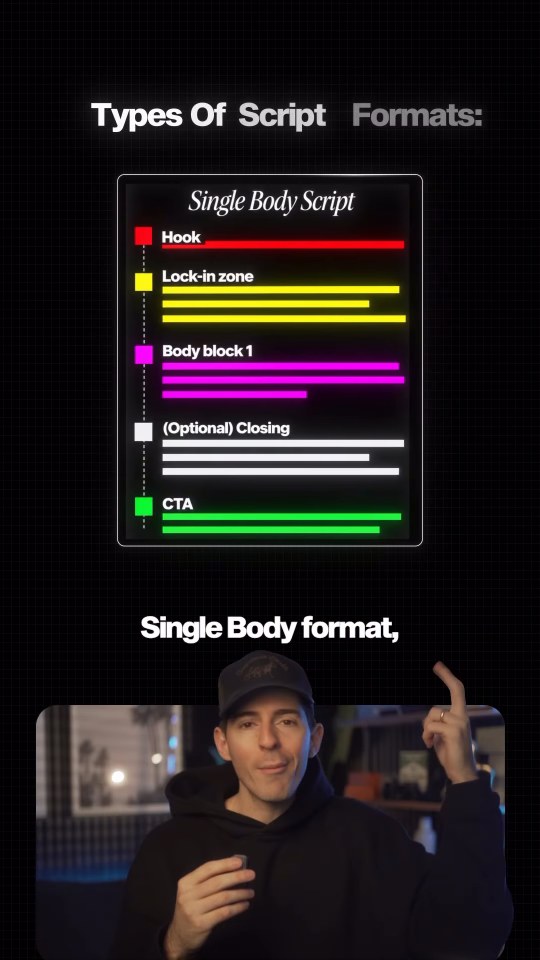 Types Of Script Formats:
Single Body Script
Hook
Lock-in zone
Body block 1
(Optional) Closing
CTA
Single Body format,